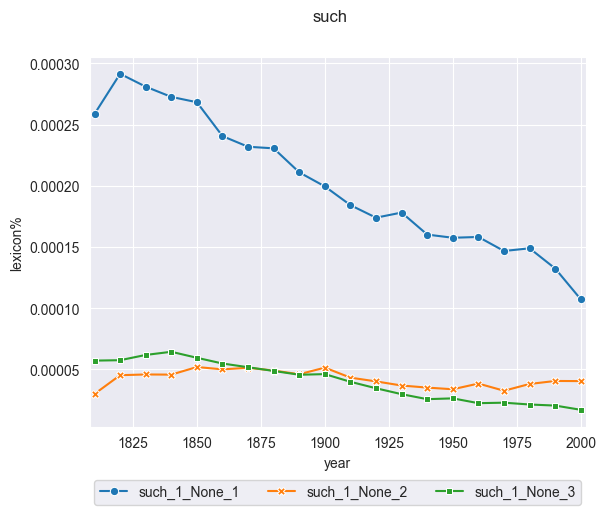 such
0.00030
0.00025
0.00020
0.00015
0.00010
0.00005
lexicon%
1825 1850 1875 1900 1925 1950 1975 2000
year
such_1_None_1 such_1_None_2 such_1_None_3